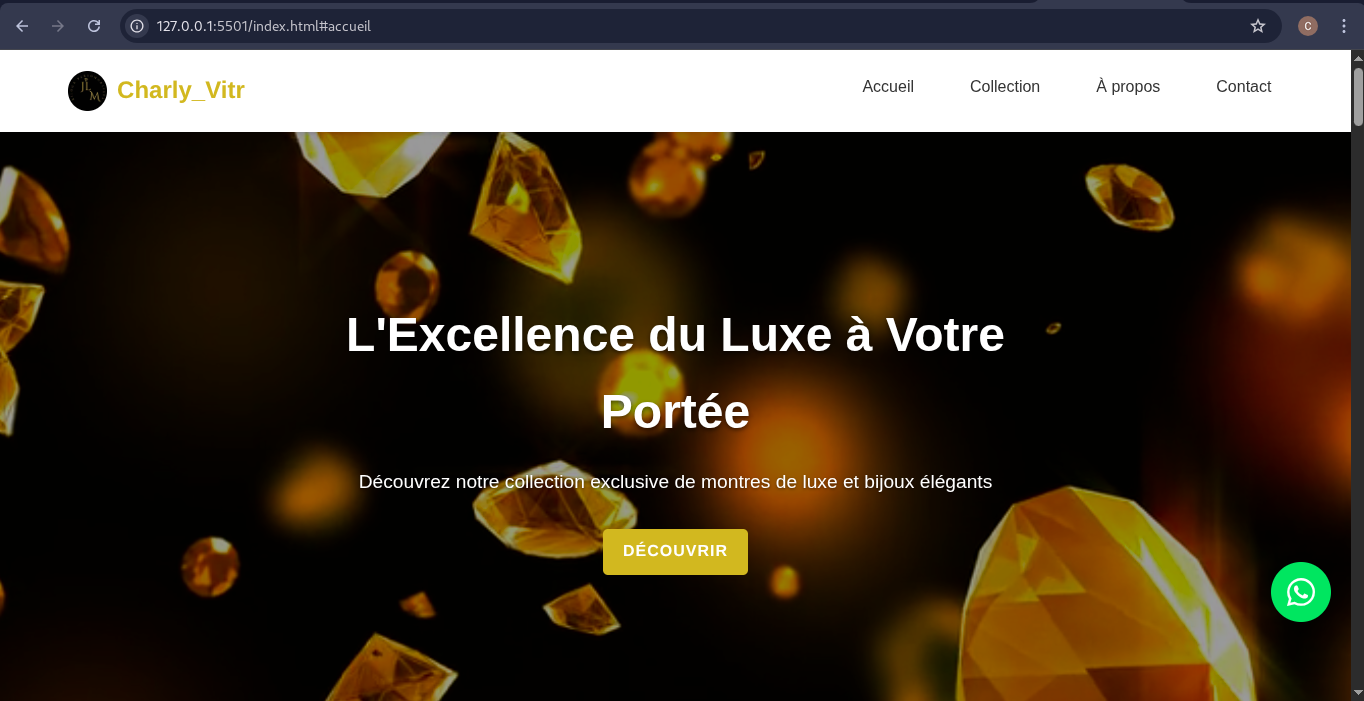 127.0.0.1:5501/index.html#accueil
C
JL
M
Charly_Vitr
Accueil
Collection
À propos
Contact
L'Excellence du Luxe à Votre
Portée
Découvrez notre collection exclusive de montres de luxe et bijoux élégants
DÉCOUVRIR